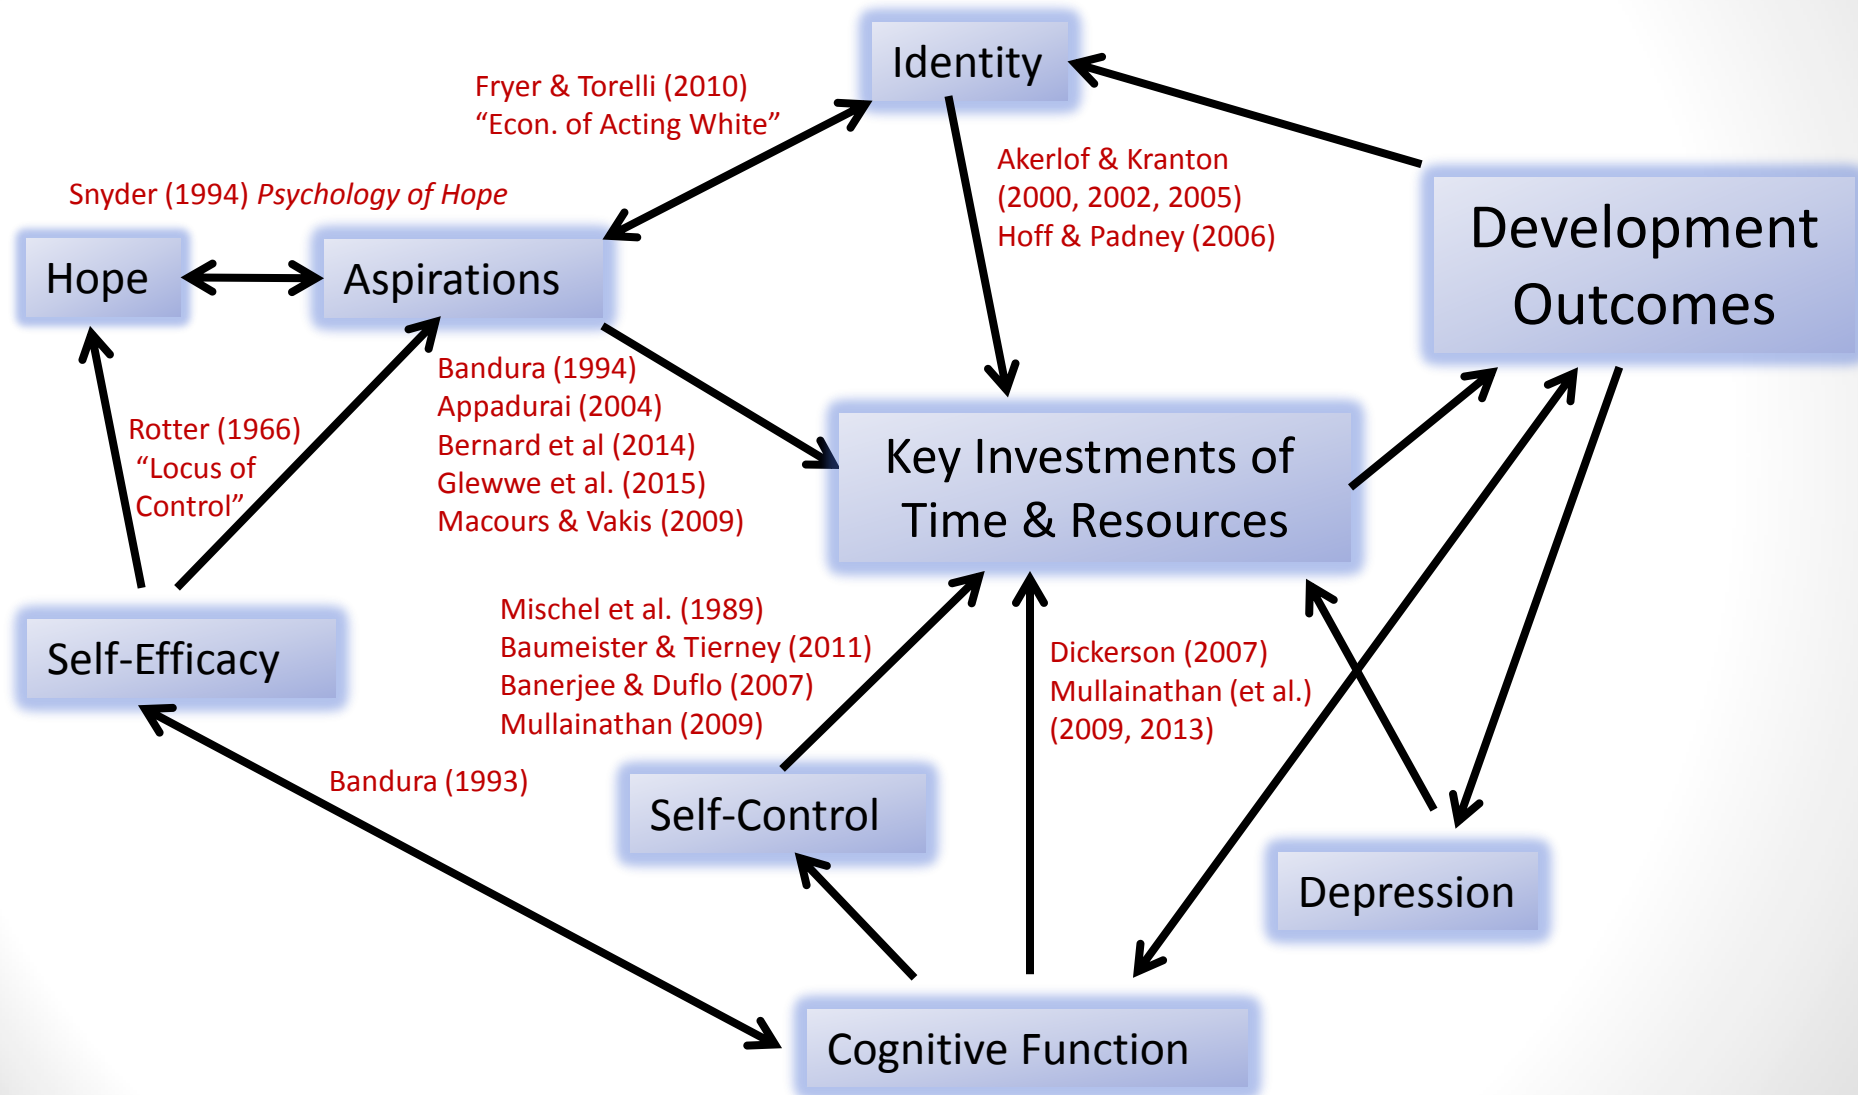 Identity
Fryer & Torelli (2010)
“Econ. of Acting White”
Akerlof & Kranton
(2000, 2002, 2005)
Hoff & Padney (2006)
Snyder (1994) Psychology of Hope
Development
Outcomes
Hope
Aspirations
Bandura (1994)
Appadurai (2004)
Bernard et al (2014)
Glewwe et al. (2015)
Macours & Vakis (2009)
Rotter (1966)
“Locus of
Control”
Key Investments of
Time & Resources
Self-Efficacy
Mischel et al. (1989)
Baumeister & Tierney (2011)
Banerjee & Duflo (2007)
Mullainathan (2009)
Dickerson (2007)
Mullainathan (et al.)
(2009, 2013)
Bandura (1993)
Self-Control
Depression
Cognitive Function